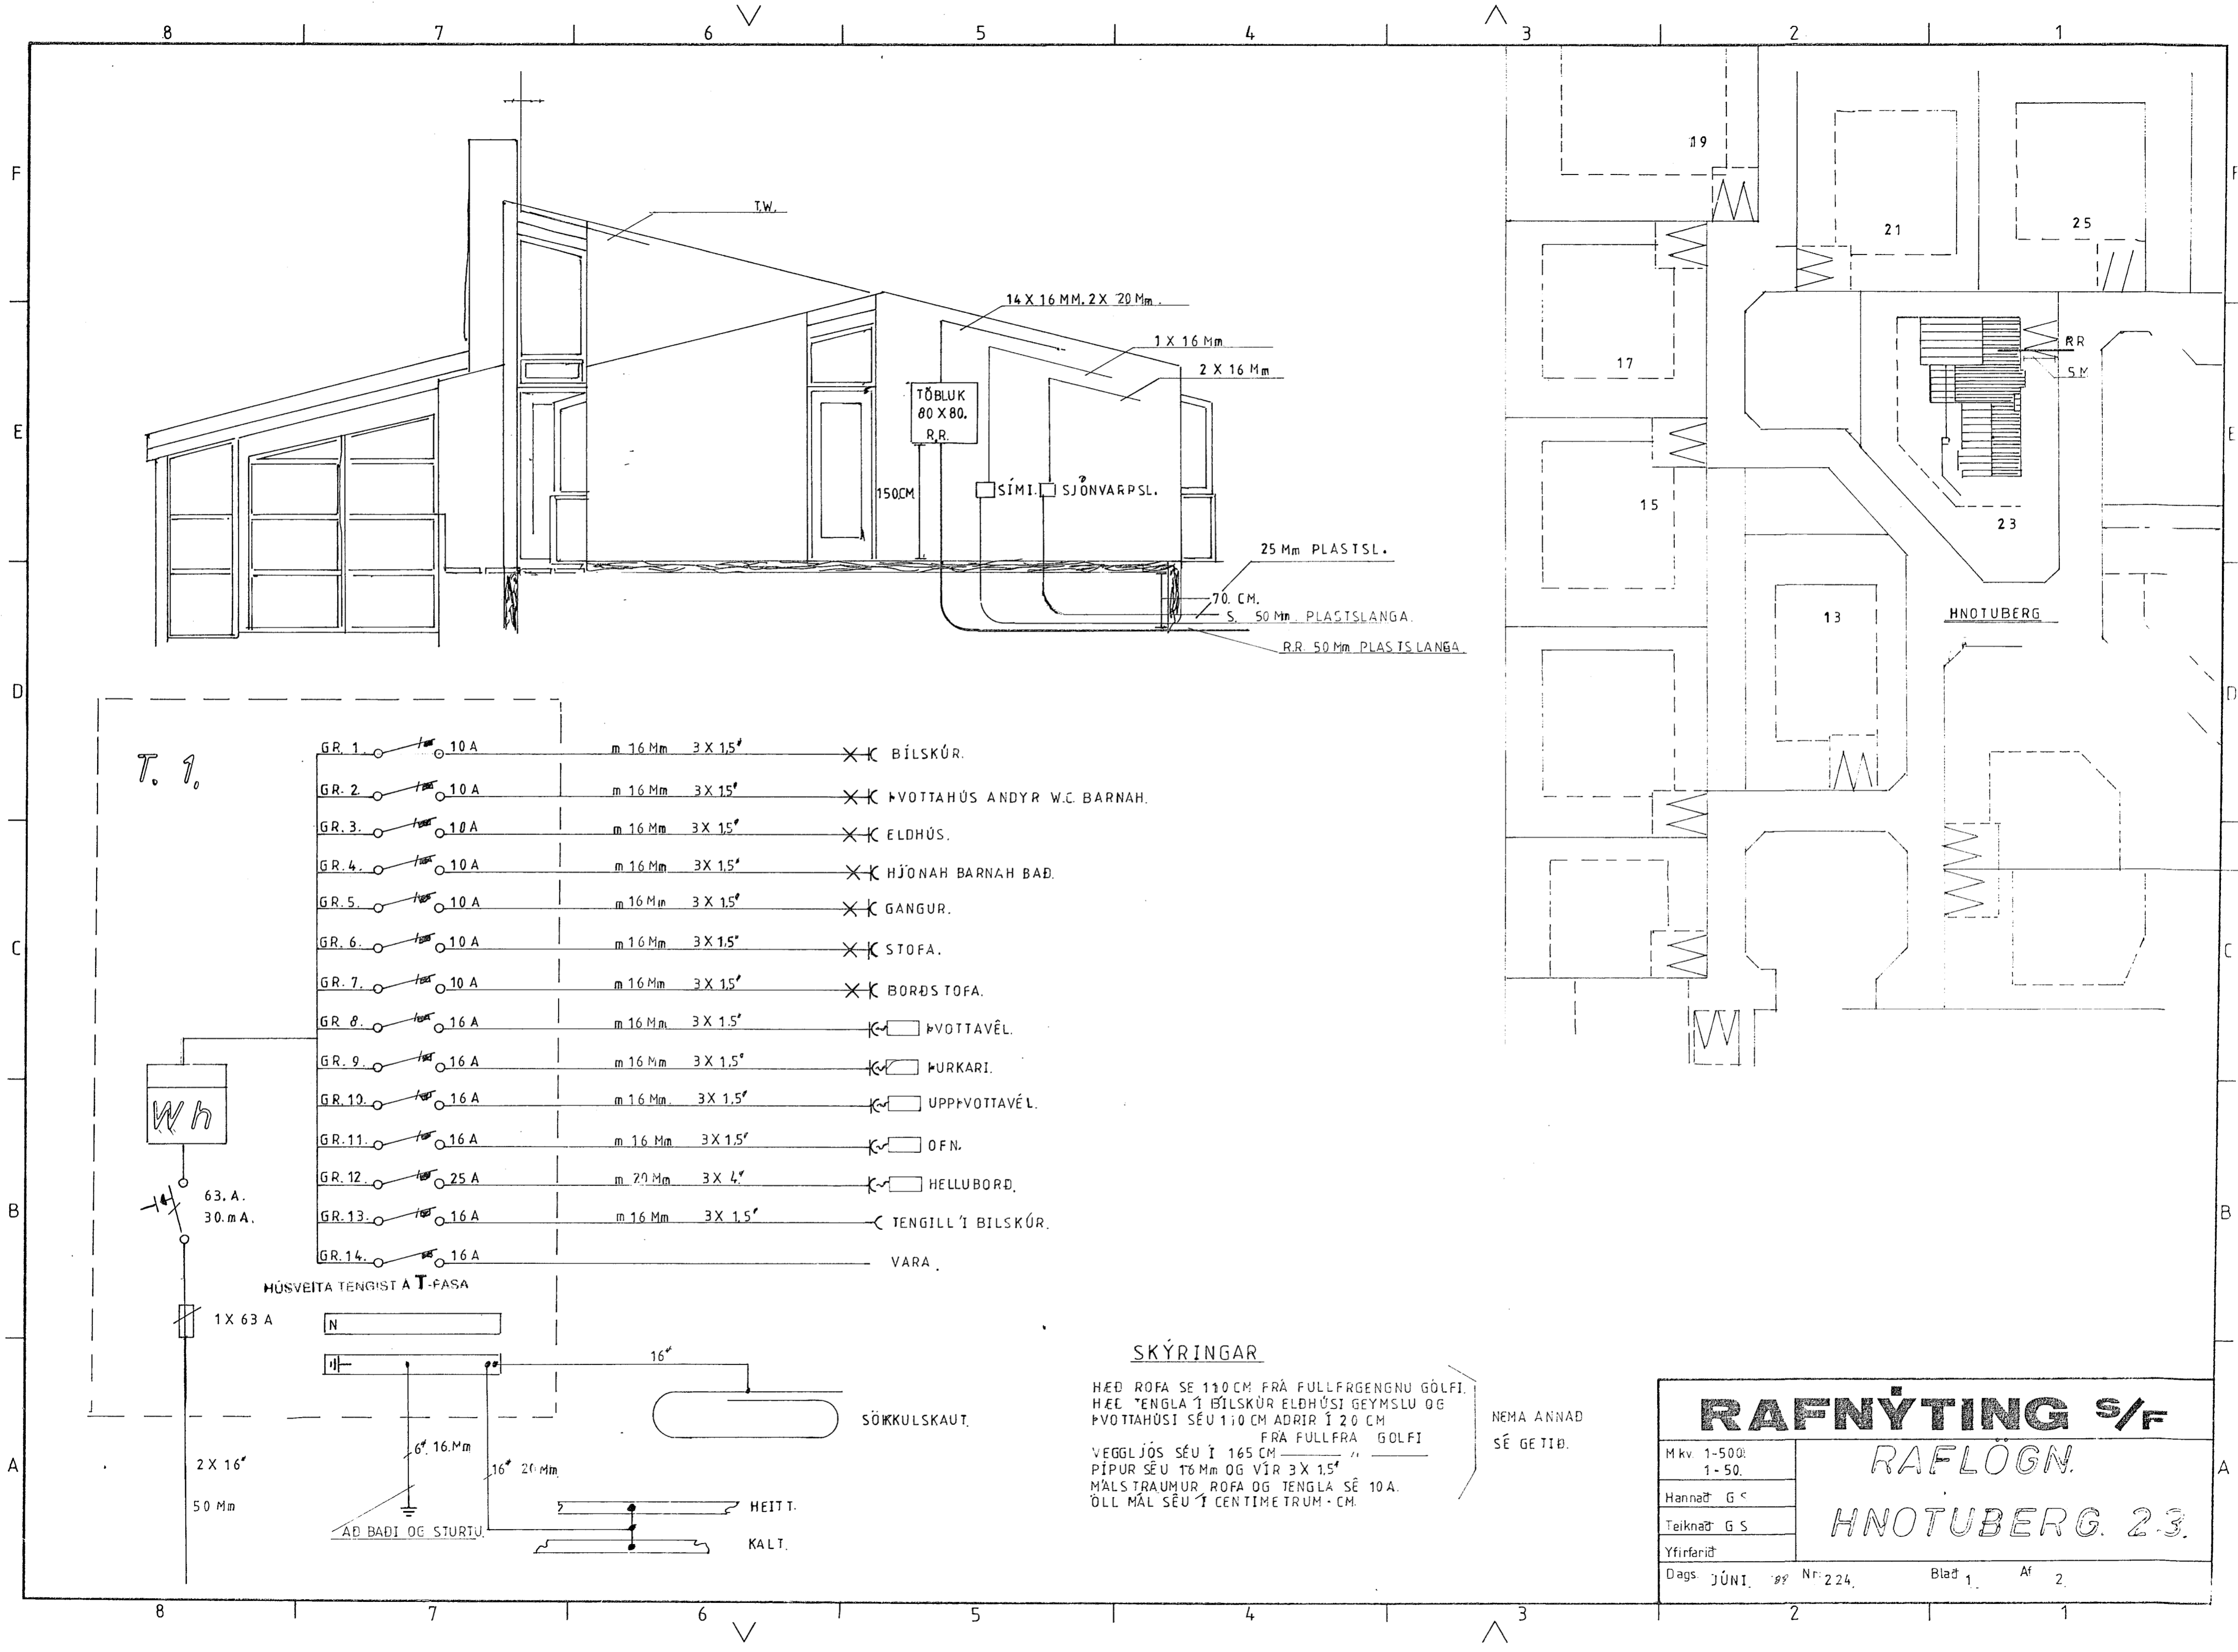 8 7 6 5 4 3 2 1
F
E
D
C
B
A
T.W.
14 X 16 MM. 2 X 20 Mm.
1 X 16 Mm
2 X 16 Mm
TÖBLUK
80 X 80.
R.R.
150CM
SÍMI.
SJÓNVARPSL.
25 Mm PLASTSL.
70. CM.
S. 50 Mm. PLASTSLANGA.
R.R. 50 Mm PLASTSLANGA
19
21
25
17
15
13
23
RR
SM
HNOTUBERG
T. 1.
GR. 1. 10 A m 16 Mm 3 X 1,5" BÍLSKÚR.
GR. 2. 10 A m 16 Mm 3 X 1,5" ÞVOTTAHÚS ANDYR W.C. BARNAH.
GR. 3. 10 A m 16 Mm 3 X 1,5" ELDHÚS.
GR. 4. 10 A m 16 Mm 3 X 1,5" HJÓNAH BARNAH BAÐ.
GR. 5. 10 A m 16 Mm 3 X 1,5" GANGUR.
GR. 6. 10 A m 16 Mm 3 X 1,5" STOFA.
GR. 7. 10 A m 16 Mm 3 X 1,5" BORÐSTOFA.
GR 8. 16 A m 16 Mm 3 X 1.5" ÞVOTTAVÉL.
GR. 9. 16 A m 16 Mm 3 X 1,5" ÞURKARI.
GR. 10. 16 A m 16 Mm. 3 X 1,5" UPPÞVOTTAVÉL.
GR. 11. 16 A m 16 Mm 3 X 1,5" OFN.
GR. 12. 25 A m 20 Mm 3 X 4" HELLUBORÐ.
GR. 13. 16 A m 16 Mm 3 X 1,5" TENGILL Í BILSKÚR.
GR. 14. 16 A VARA.
Wh
63. A.
30. mA.
HÚSVEITA TENGIST Á T-FASA
1 X 63 A
N
16"
SÖKKULSKAUT.
6" 16. Mm
16" 20 Mm
2 X 16"
50 Mm
AÐ BAÐI OG STURTU.
HEITT.
KALT.
SKÝRINGAR
HÆÐ ROFA SE 110 CM FRÁ FULLFRGENGNU GÓLFI.
HÆÐ TENGLA Í BÍLSKÚR ELDHÚSI GEYMSLU OG
ÞVOTTAHÚSI SÉU 110 CM AÐRIR Í 20 CM
FRÁ FULLFRÁ GOLFI
VEGGLJÓS SÉU Í 165 CM ——— " ———
PÍPUR SÉU 16 Mm OG VÍR 3 X 1.5"
MÁLSTRAUMUR ROFA OG TENGLA SÉ 10 A.
ÖLL MÁL SÉU Í CENTIMETRUM - CM.
NEMA ANNAÐ
SÉ GETIÐ.
RAFNÝTING S/F
Mkv. 1-500.
1-50.
Hannað G S
Teiknað G S
Yfirfarið
RAFLÖGN.
HNOTUBERG. 23.
Dags. JÚNI. Nr: 224. Blað 1. Af 2.
8 7 6 5 4 3 2 1